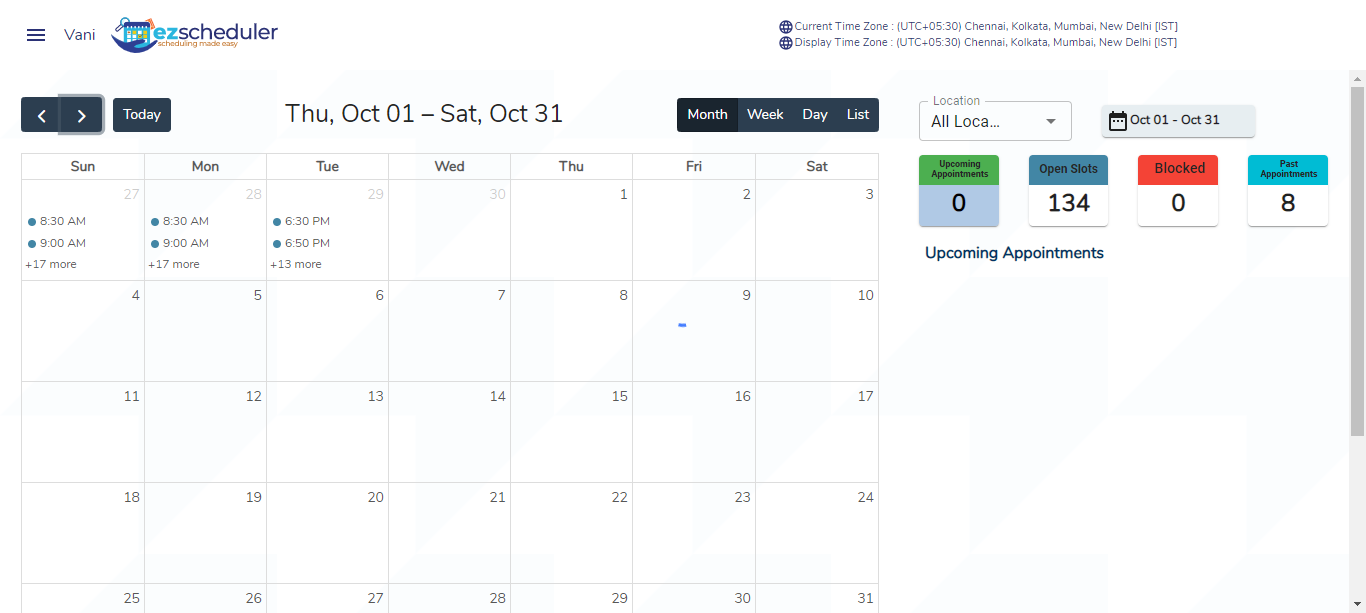 Vani
ezscheduler
scheduling made easy
Current Time Zone : (UTC+05:30) Chennai, Kolkata, Mumbai, New Delhi [IST]
Display Time Zone : (UTC+05:30) Chennai, Kolkata, Mumbai, New Delhi [IST]
Today
Thu, Oct 01 – Sat, Oct 31
Month Week Day List
Sun Mon Tue Wed Thu Fri Sat
27 28 29 30 1 2 3
8:30 AM 8:30 AM 6:30 PM
9:00 AM 9:00 AM 6:50 PM
+17 more +17 more +13 more
4 5 6 7 8 9 10
11 12 13 14 15 16 17
18 19 20 21 22 23 24
25 26 27 28 29 30 31
Location
All Loca...
Oct 01 - Oct 31
Upcoming
Appointments
0
Open Slots
134
Blocked
0
Past
Appointments
8
Upcoming Appointments